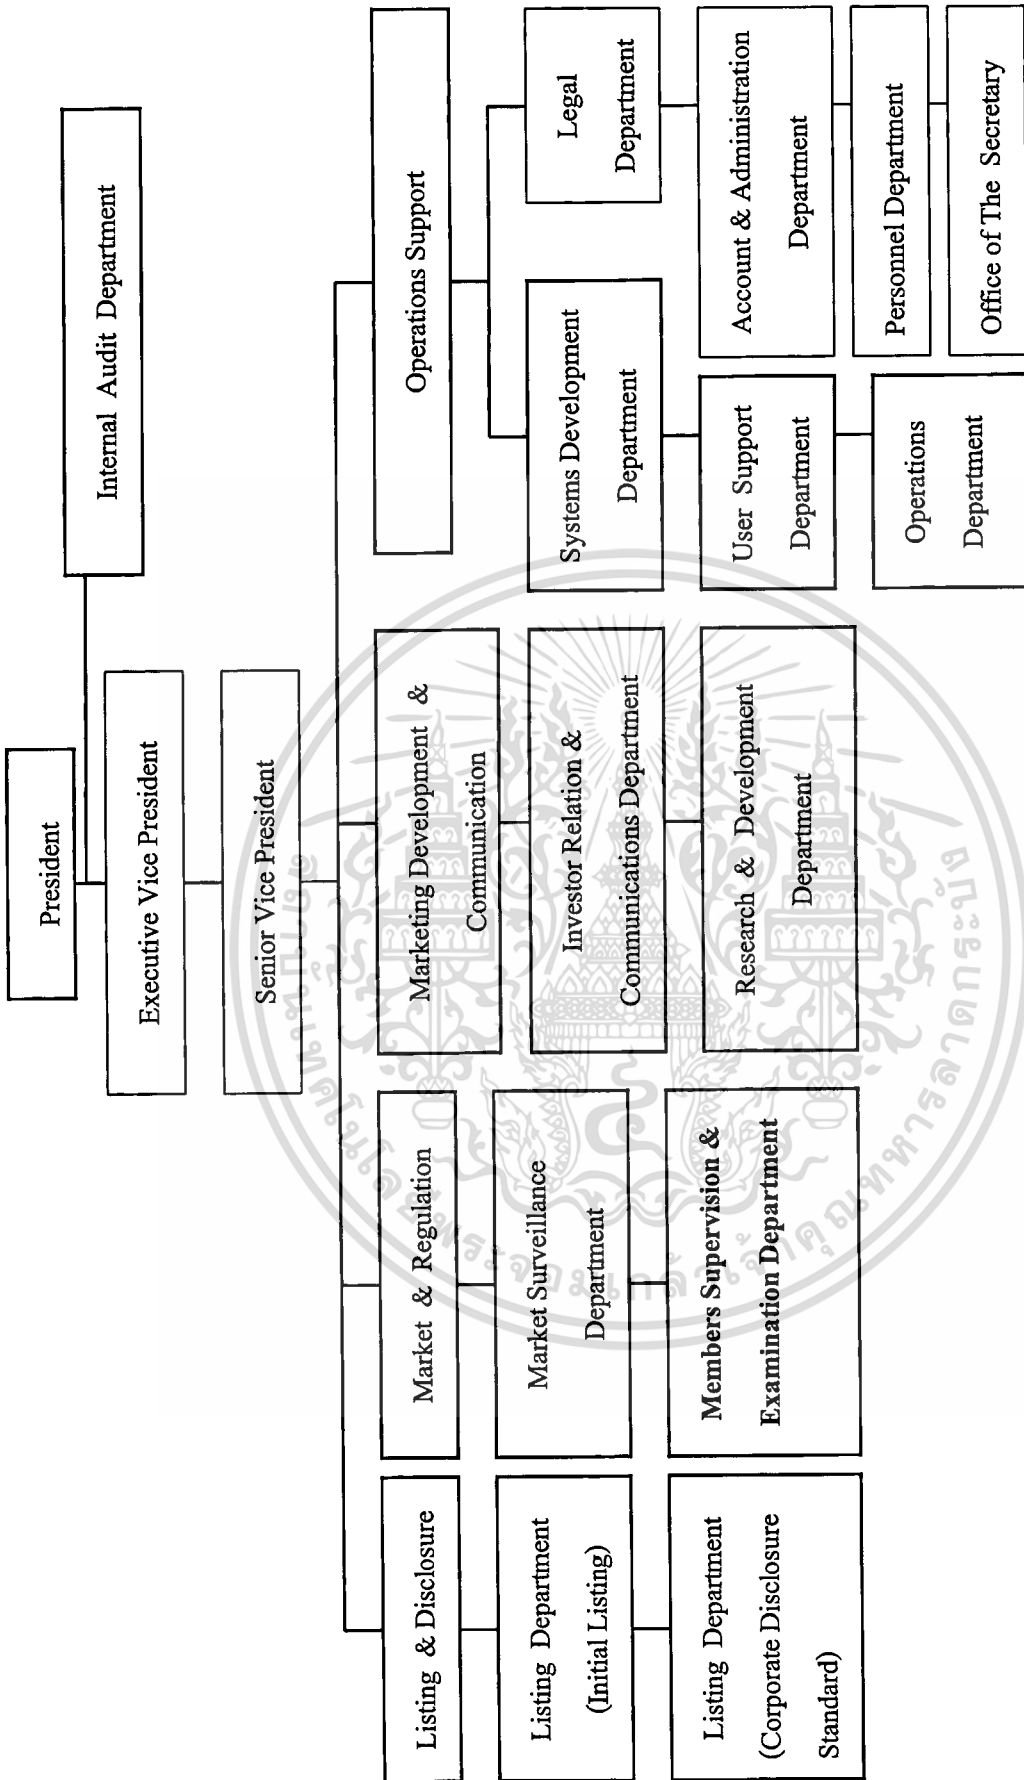 President
Internal Audit Department
Executive Vice President
Senior Vice President
Listing & Disclosure
Market & Regulation
Marketing Development &
Communication
Operations Support
Listing Department
(Initial Listing)
Market Surveillance
Department
Investor Relation &
Communications Department
Systems Development
Department
Legal
Department
Listing Department
(Corporate Disclosure
Standard)
Members Supervision &
Examination Department
Research & Development
Department
User Support
Department
Account & Administration
Department
Operations
Department
Personnel Department
Office of The Secretary